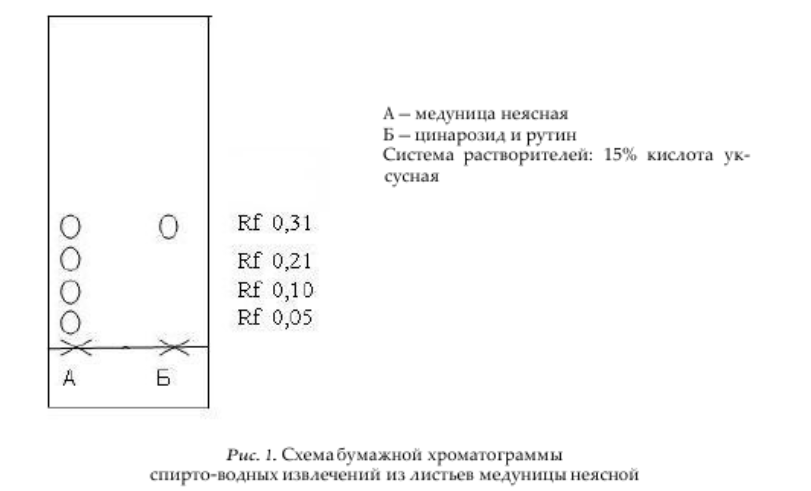 А – медуница неясная
Б – цинарозид и рутин
Система растворителей: 15% кислота ук-
сусная
Rf 0,31
Rf 0,21
Rf 0,10
Rf 0,05
А Б
Рис. 1. Схема бумажной хроматограммы
спирто-водных извлечений из листьев медуницы неясной